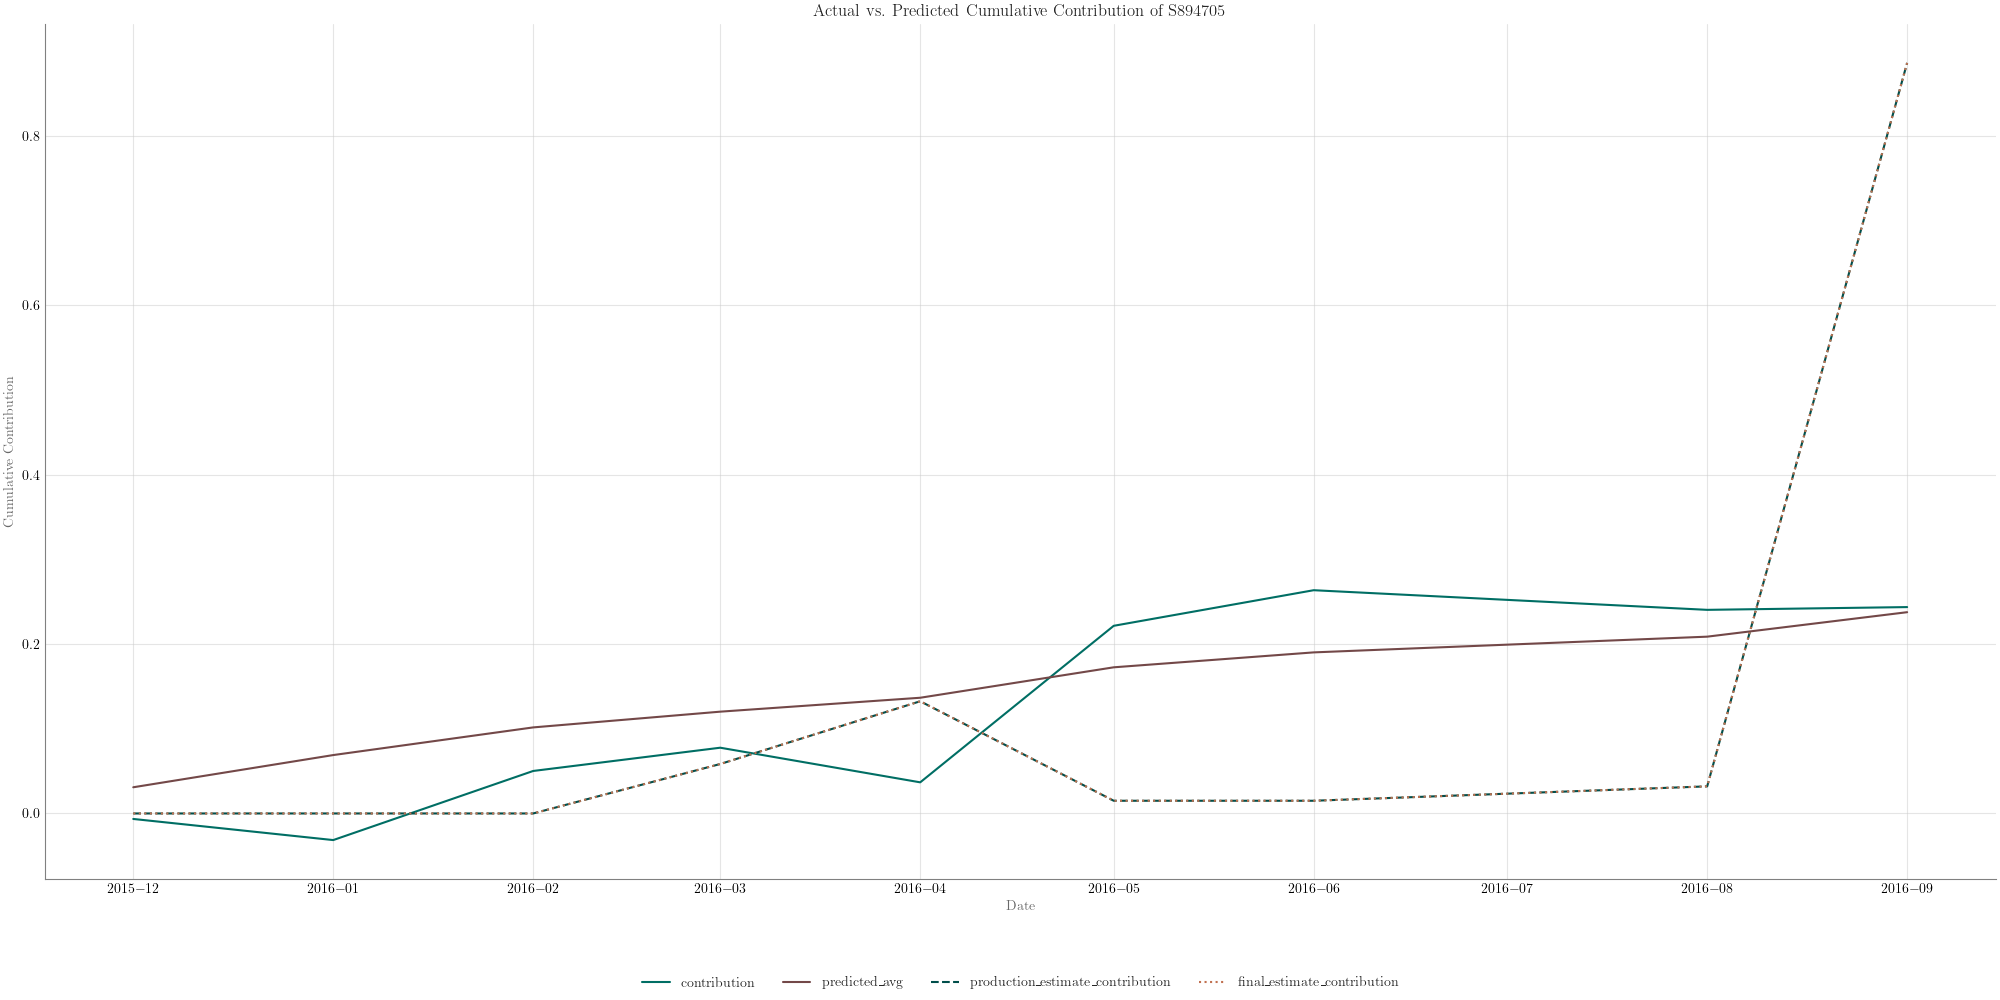 Actual vs. Predicted Cumulative Contribution of S894705
Cumulative Contribution
0.8
0.6
0.4
0.2
0.0
2015−12 2016−01 2016−02 2016−03 2016−04 2016−05 2016−06 2016−07 2016−08 2016−09
Date
contribution predicted_avg production_estimate_contribution final_estimate_contribution